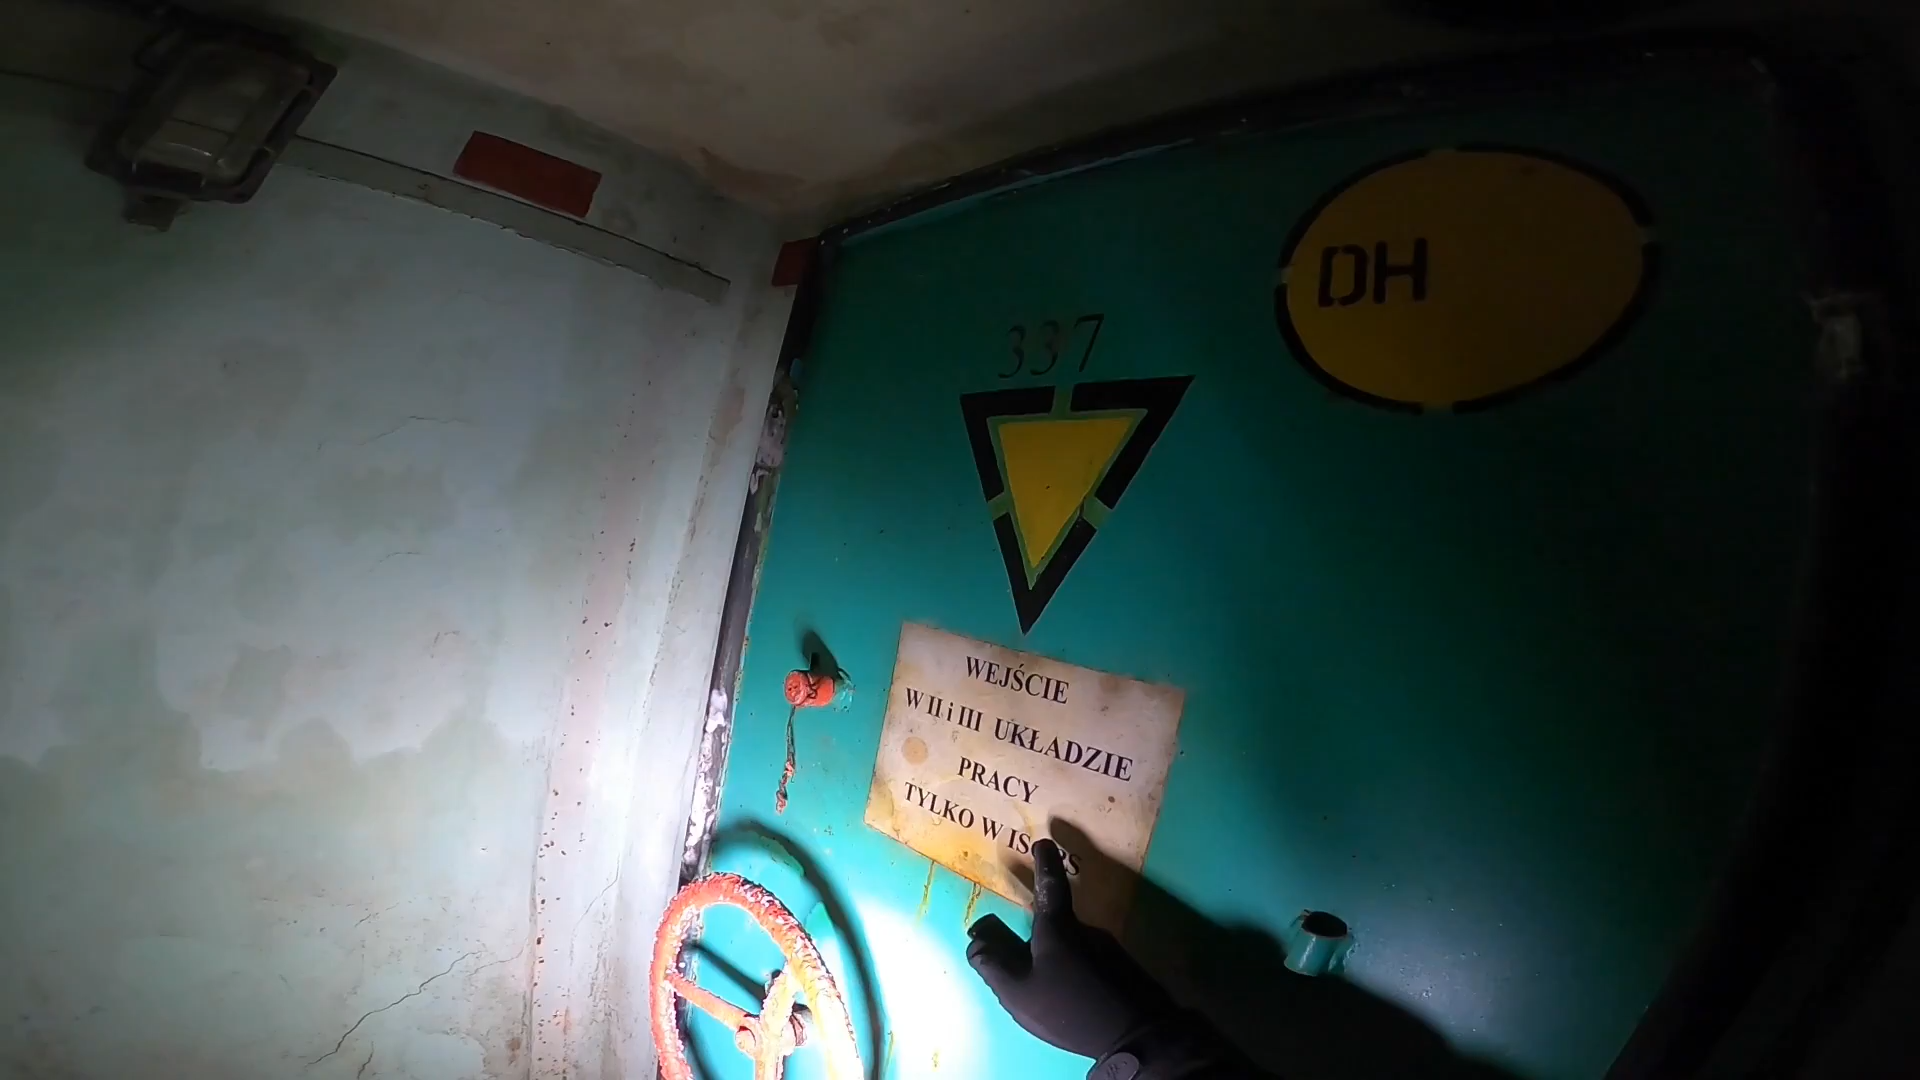 DH
337
WEJŚCIE
W II i III UKŁADZIE
PRACY
TYLKO W